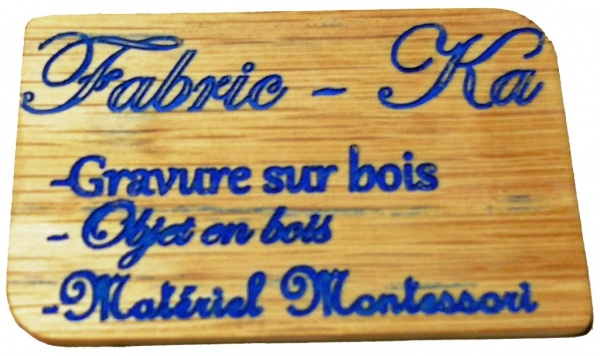 Fabric - Ka
-Gravure sur bois
- Objet en bois
-Matériel Montessori